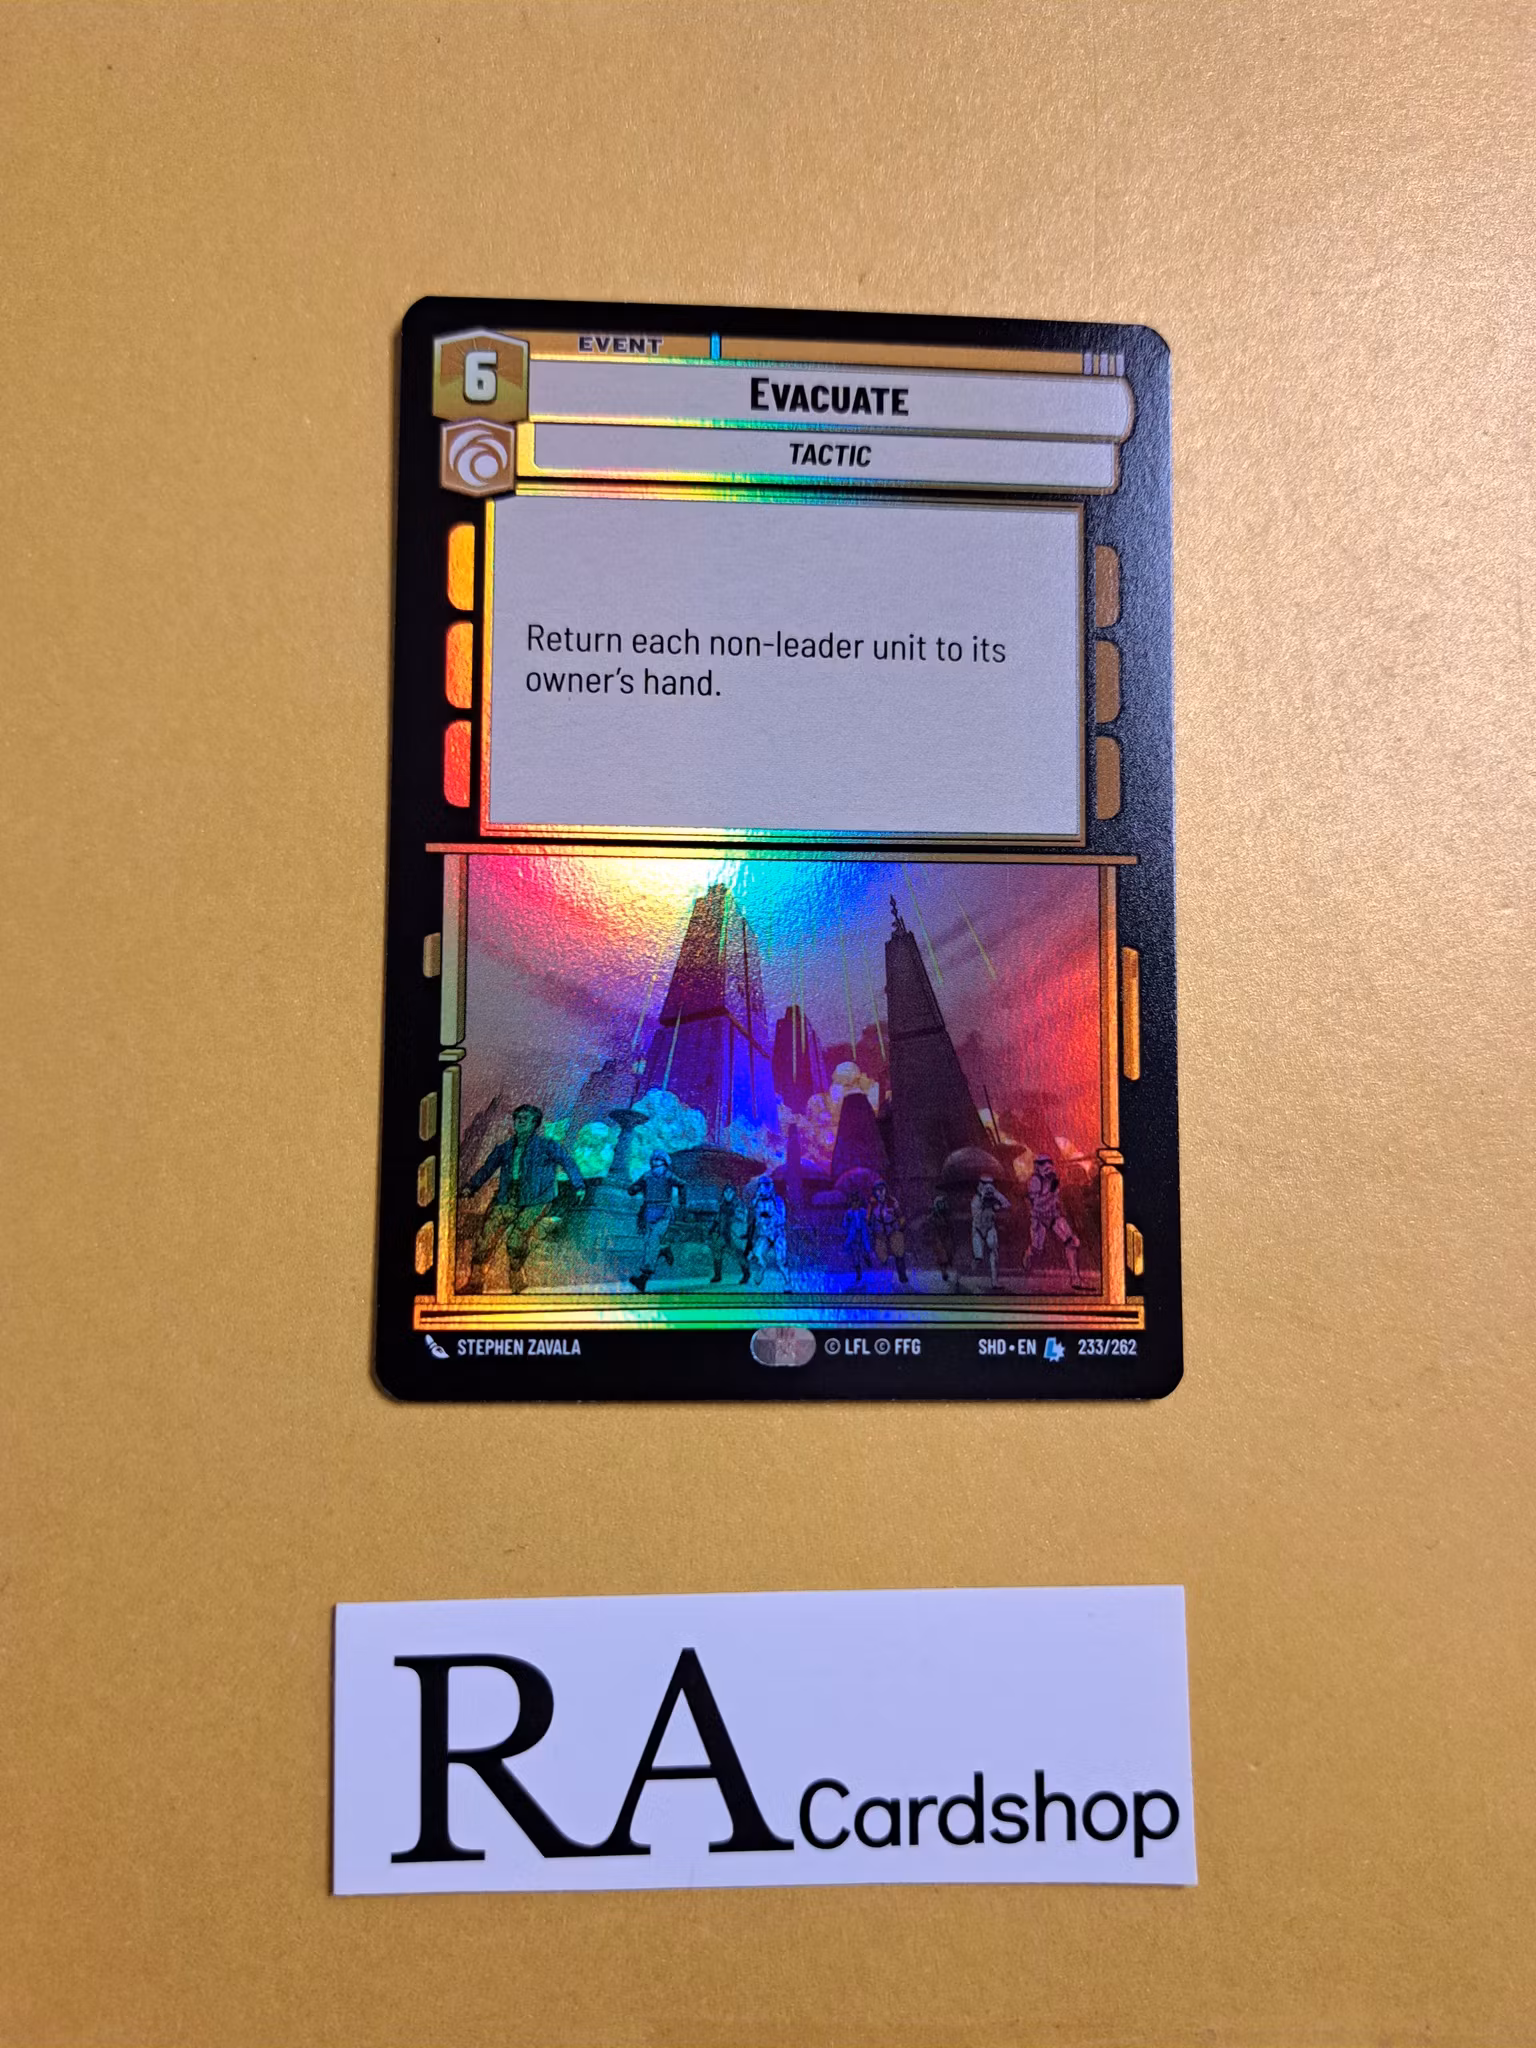 EVENT
6
EVACUATE
TACTIC
Return each non-leader unit to its
owner's hand.
STEPHEN ZAVALA © LFL © FFG SHD • EN L 233/262
RA Cardshop